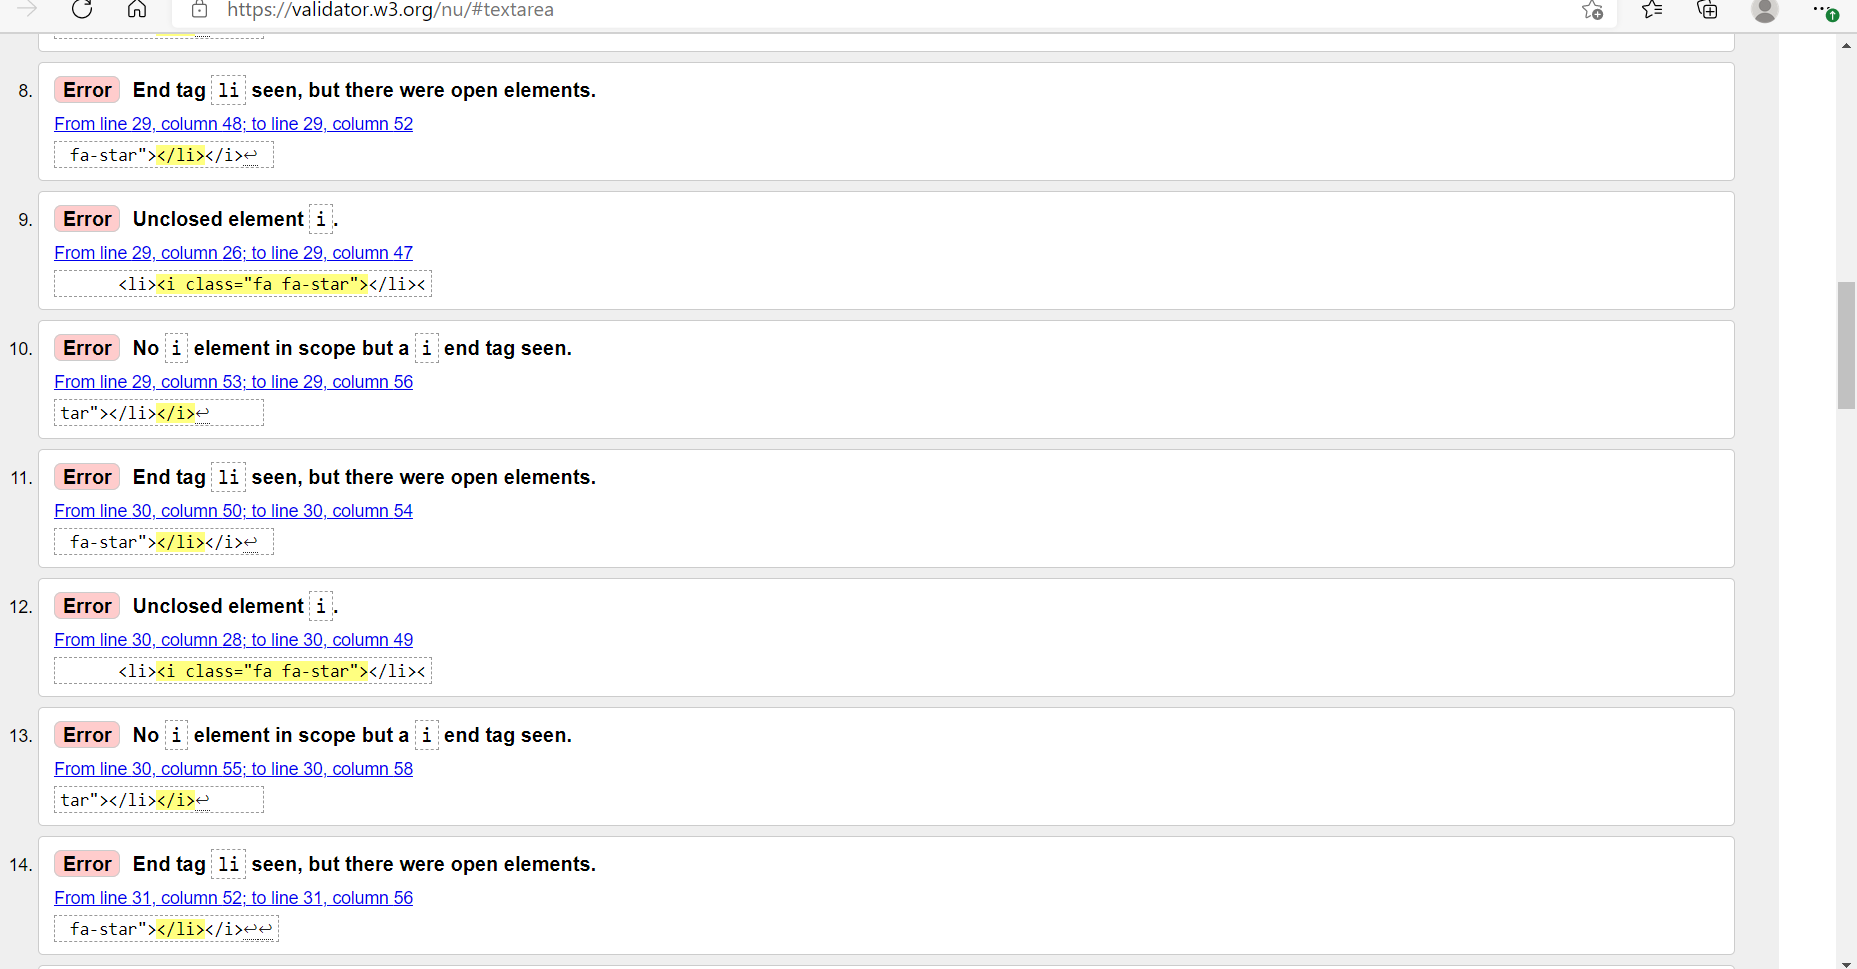 https://validator.w3.org/nu/#textarea
8. Error End tag li seen, but there were open elements.
From line 29, column 48; to line 29, column 52
fa-star"></li></i>↩
9. Error Unclosed element i.
From line 29, column 26; to line 29, column 47
<li><i class="fa fa-star"></li><
10. Error No i element in scope but a i end tag seen.
From line 29, column 53; to line 29, column 56
tar"></li></i>↩
11. Error End tag li seen, but there were open elements.
From line 30, column 50; to line 30, column 54
fa-star"></li></i>↩
12. Error Unclosed element i.
From line 30, column 28; to line 30, column 49
<li><i class="fa fa-star"></li><
13. Error No i element in scope but a i end tag seen.
From line 30, column 55; to line 30, column 58
tar"></li></i>↩
14. Error End tag li seen, but there were open elements.
From line 31, column 52; to line 31, column 56
fa-star"></li></i>↩↩